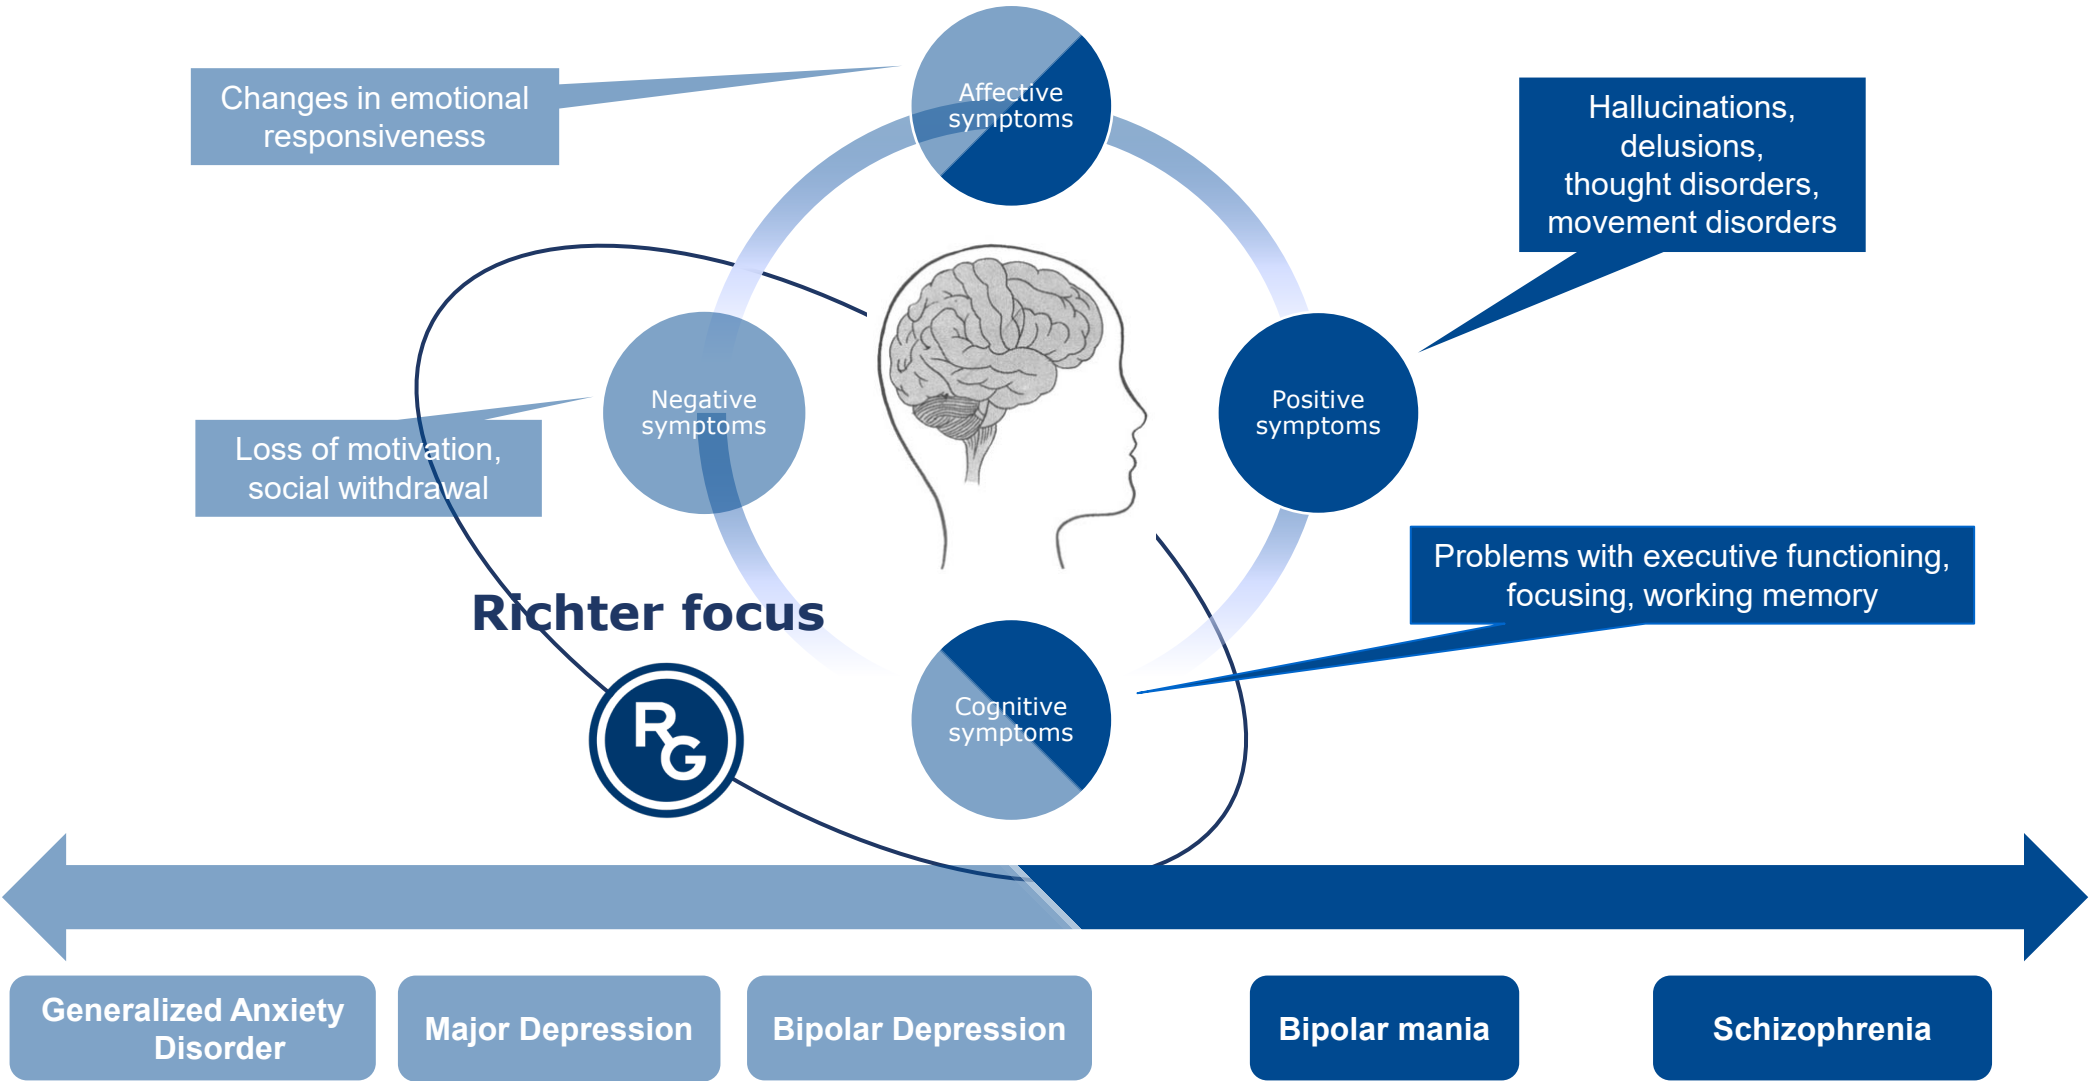 Affective
symptoms
Changes in emotional
responsiveness
Hallucinations,
delusions,
thought disorders,
movement disorders
Negative
symptoms
Positive
symptoms
Loss of motivation,
social withdrawal
Problems with executive functioning,
focusing, working memory
Richter focus
RG
Cognitive
symptoms
Generalized Anxiety
Disorder
Major Depression
Bipolar Depression
Bipolar mania
Schizophrenia